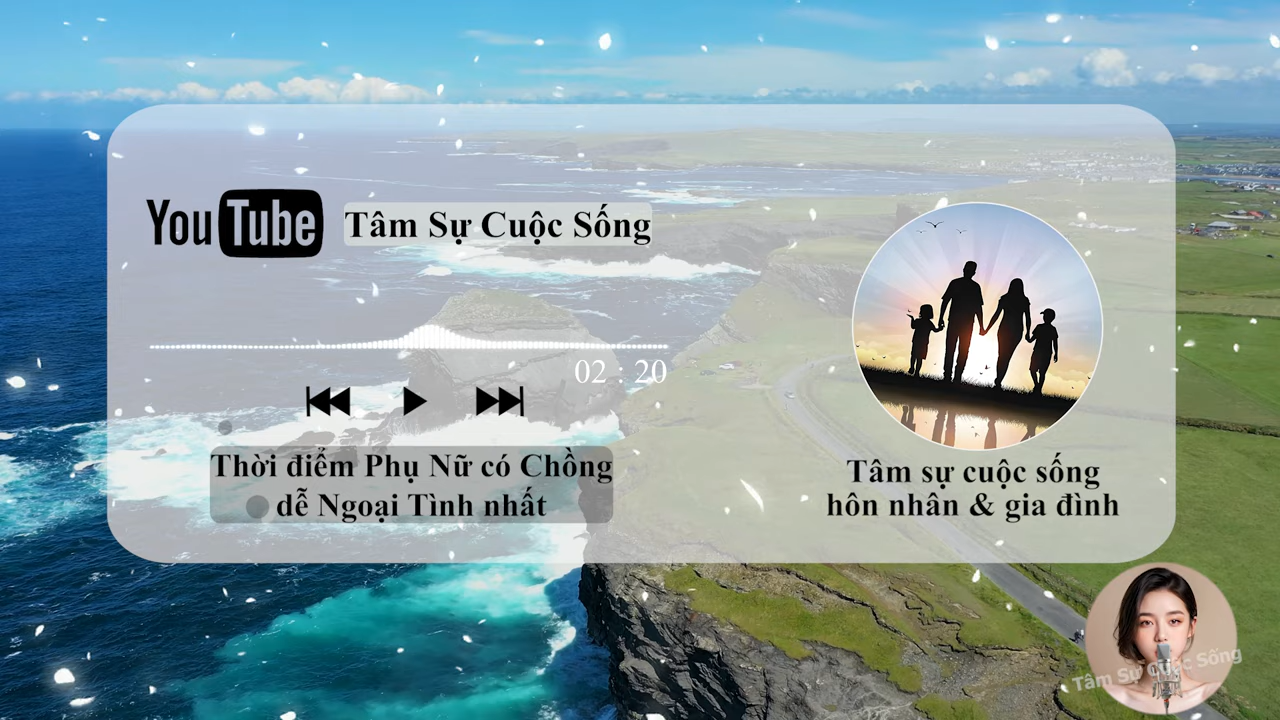 YouTube
Tâm Sự Cuộc Sống
02 : 20
Thời điểm Phụ Nữ có Chồng
dễ Ngoại Tình nhất
Tâm sự cuộc sống
hôn nhân & gia đình
Tâm Sự Cuộc Sống